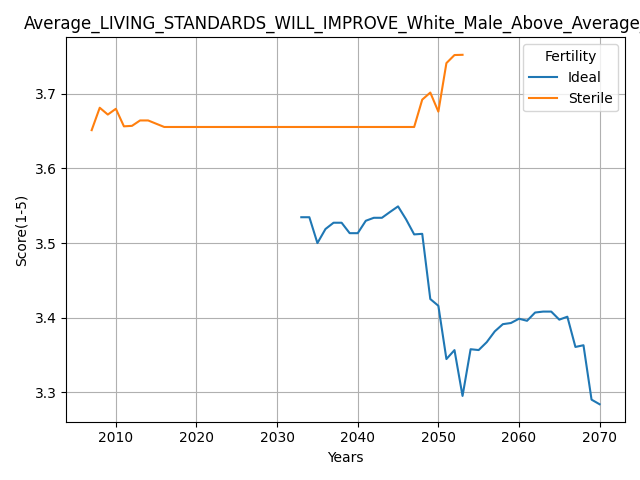 Average_LIVING_STANDARDS_WILL_IMPROVE_White_Male_Above_Average_
Fertility
Ideal
Sterile
Score(1-5)
3.7
3.6
3.5
3.4
3.3
2010 2020 2030 2040 2050 2060 2070
Years